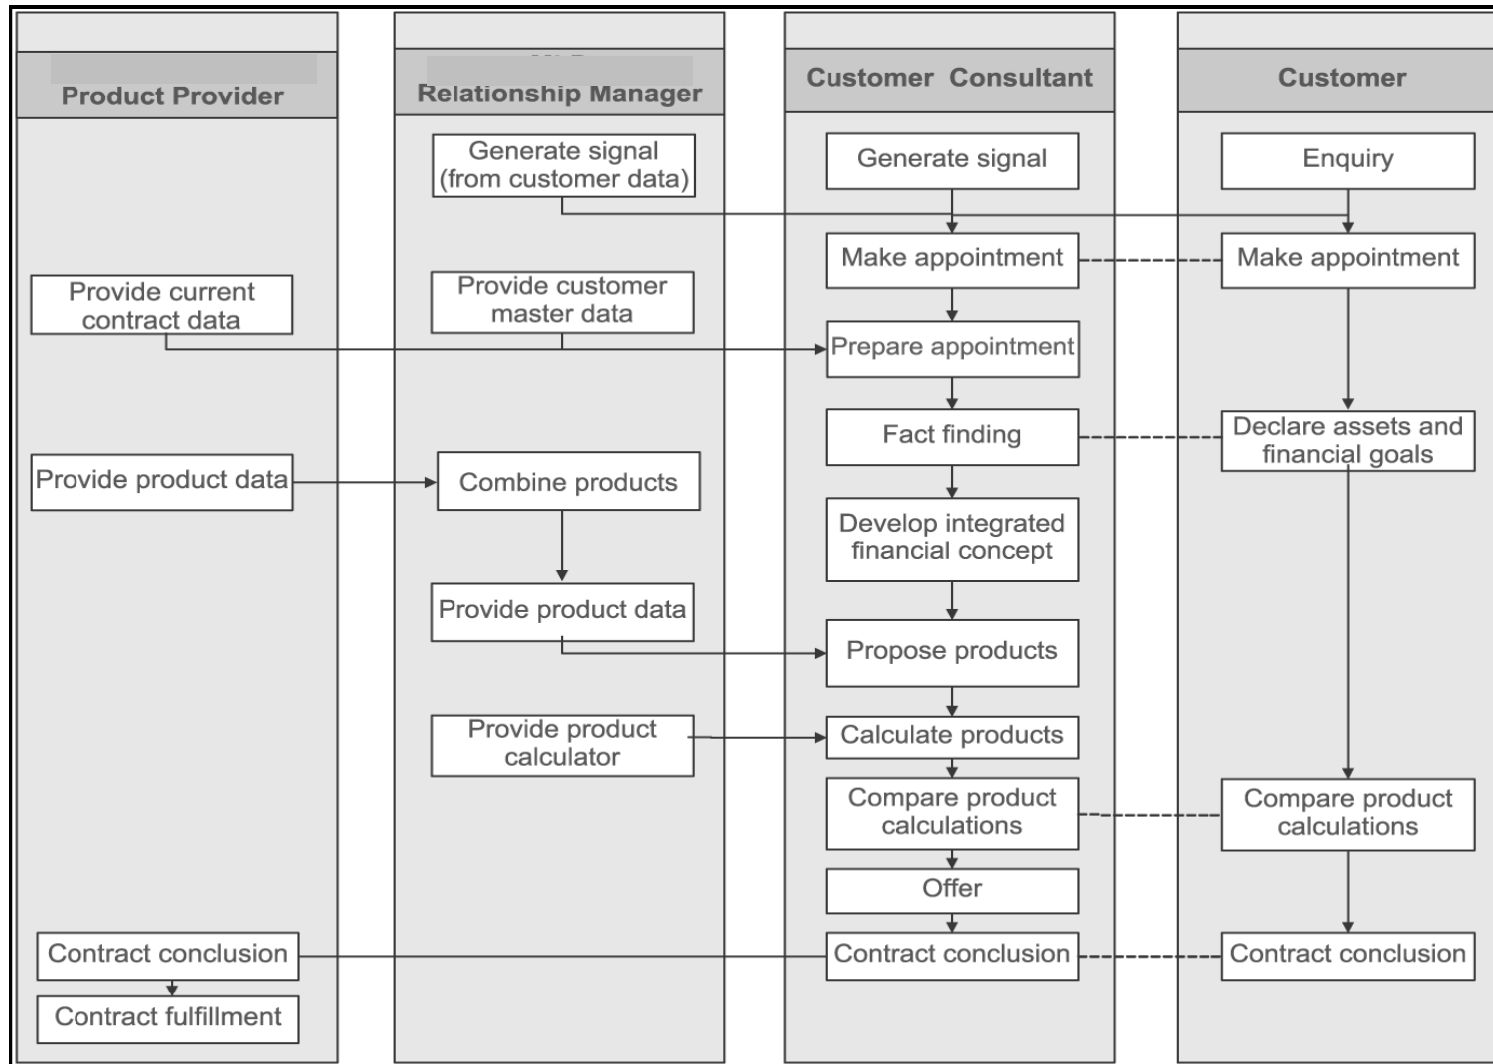 Product Provider
Relationship Manager
Customer Consultant
Customer
Generate signal
(from customer data)
Generate signal
Enquiry
Make appointment
Make appointment
Provide current
contract data
Provide customer
master data
Prepare appointment
Fact finding
Declare assets and
financial goals
Provide product data
Combine products
Develop integrated
financial concept
Provide product data
Propose products
Provide product
calculator
Calculate products
Compare product
calculations
Compare product
calculations
Offer
Contract conclusion
Contract conclusion
Contract conclusion
Contract fulfillment